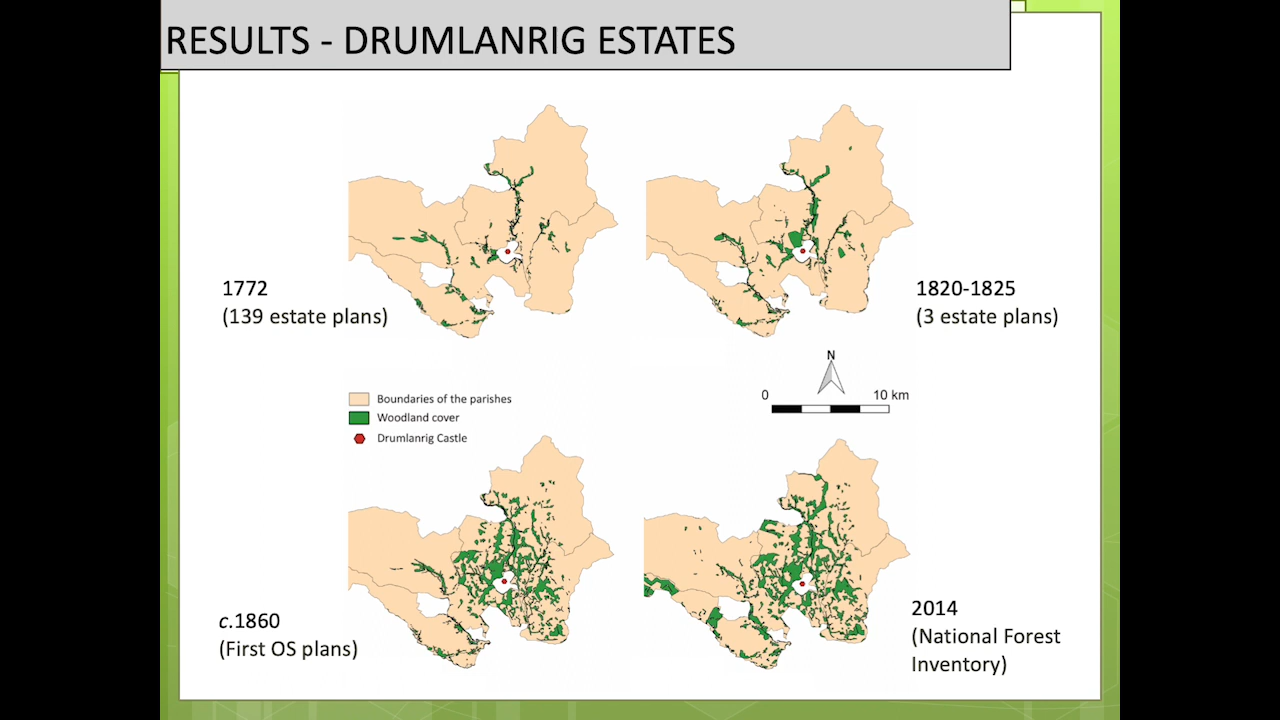 RESULTS - DRUMLANRIG ESTATES
1772
(139 estate plans)
1820-1825
(3 estate plans)
N
0 10 km
Boundaries of the parishes
Woodland cover
Drumlanrig Castle
c.1860
(First OS plans)
2014
(National Forest
Inventory)